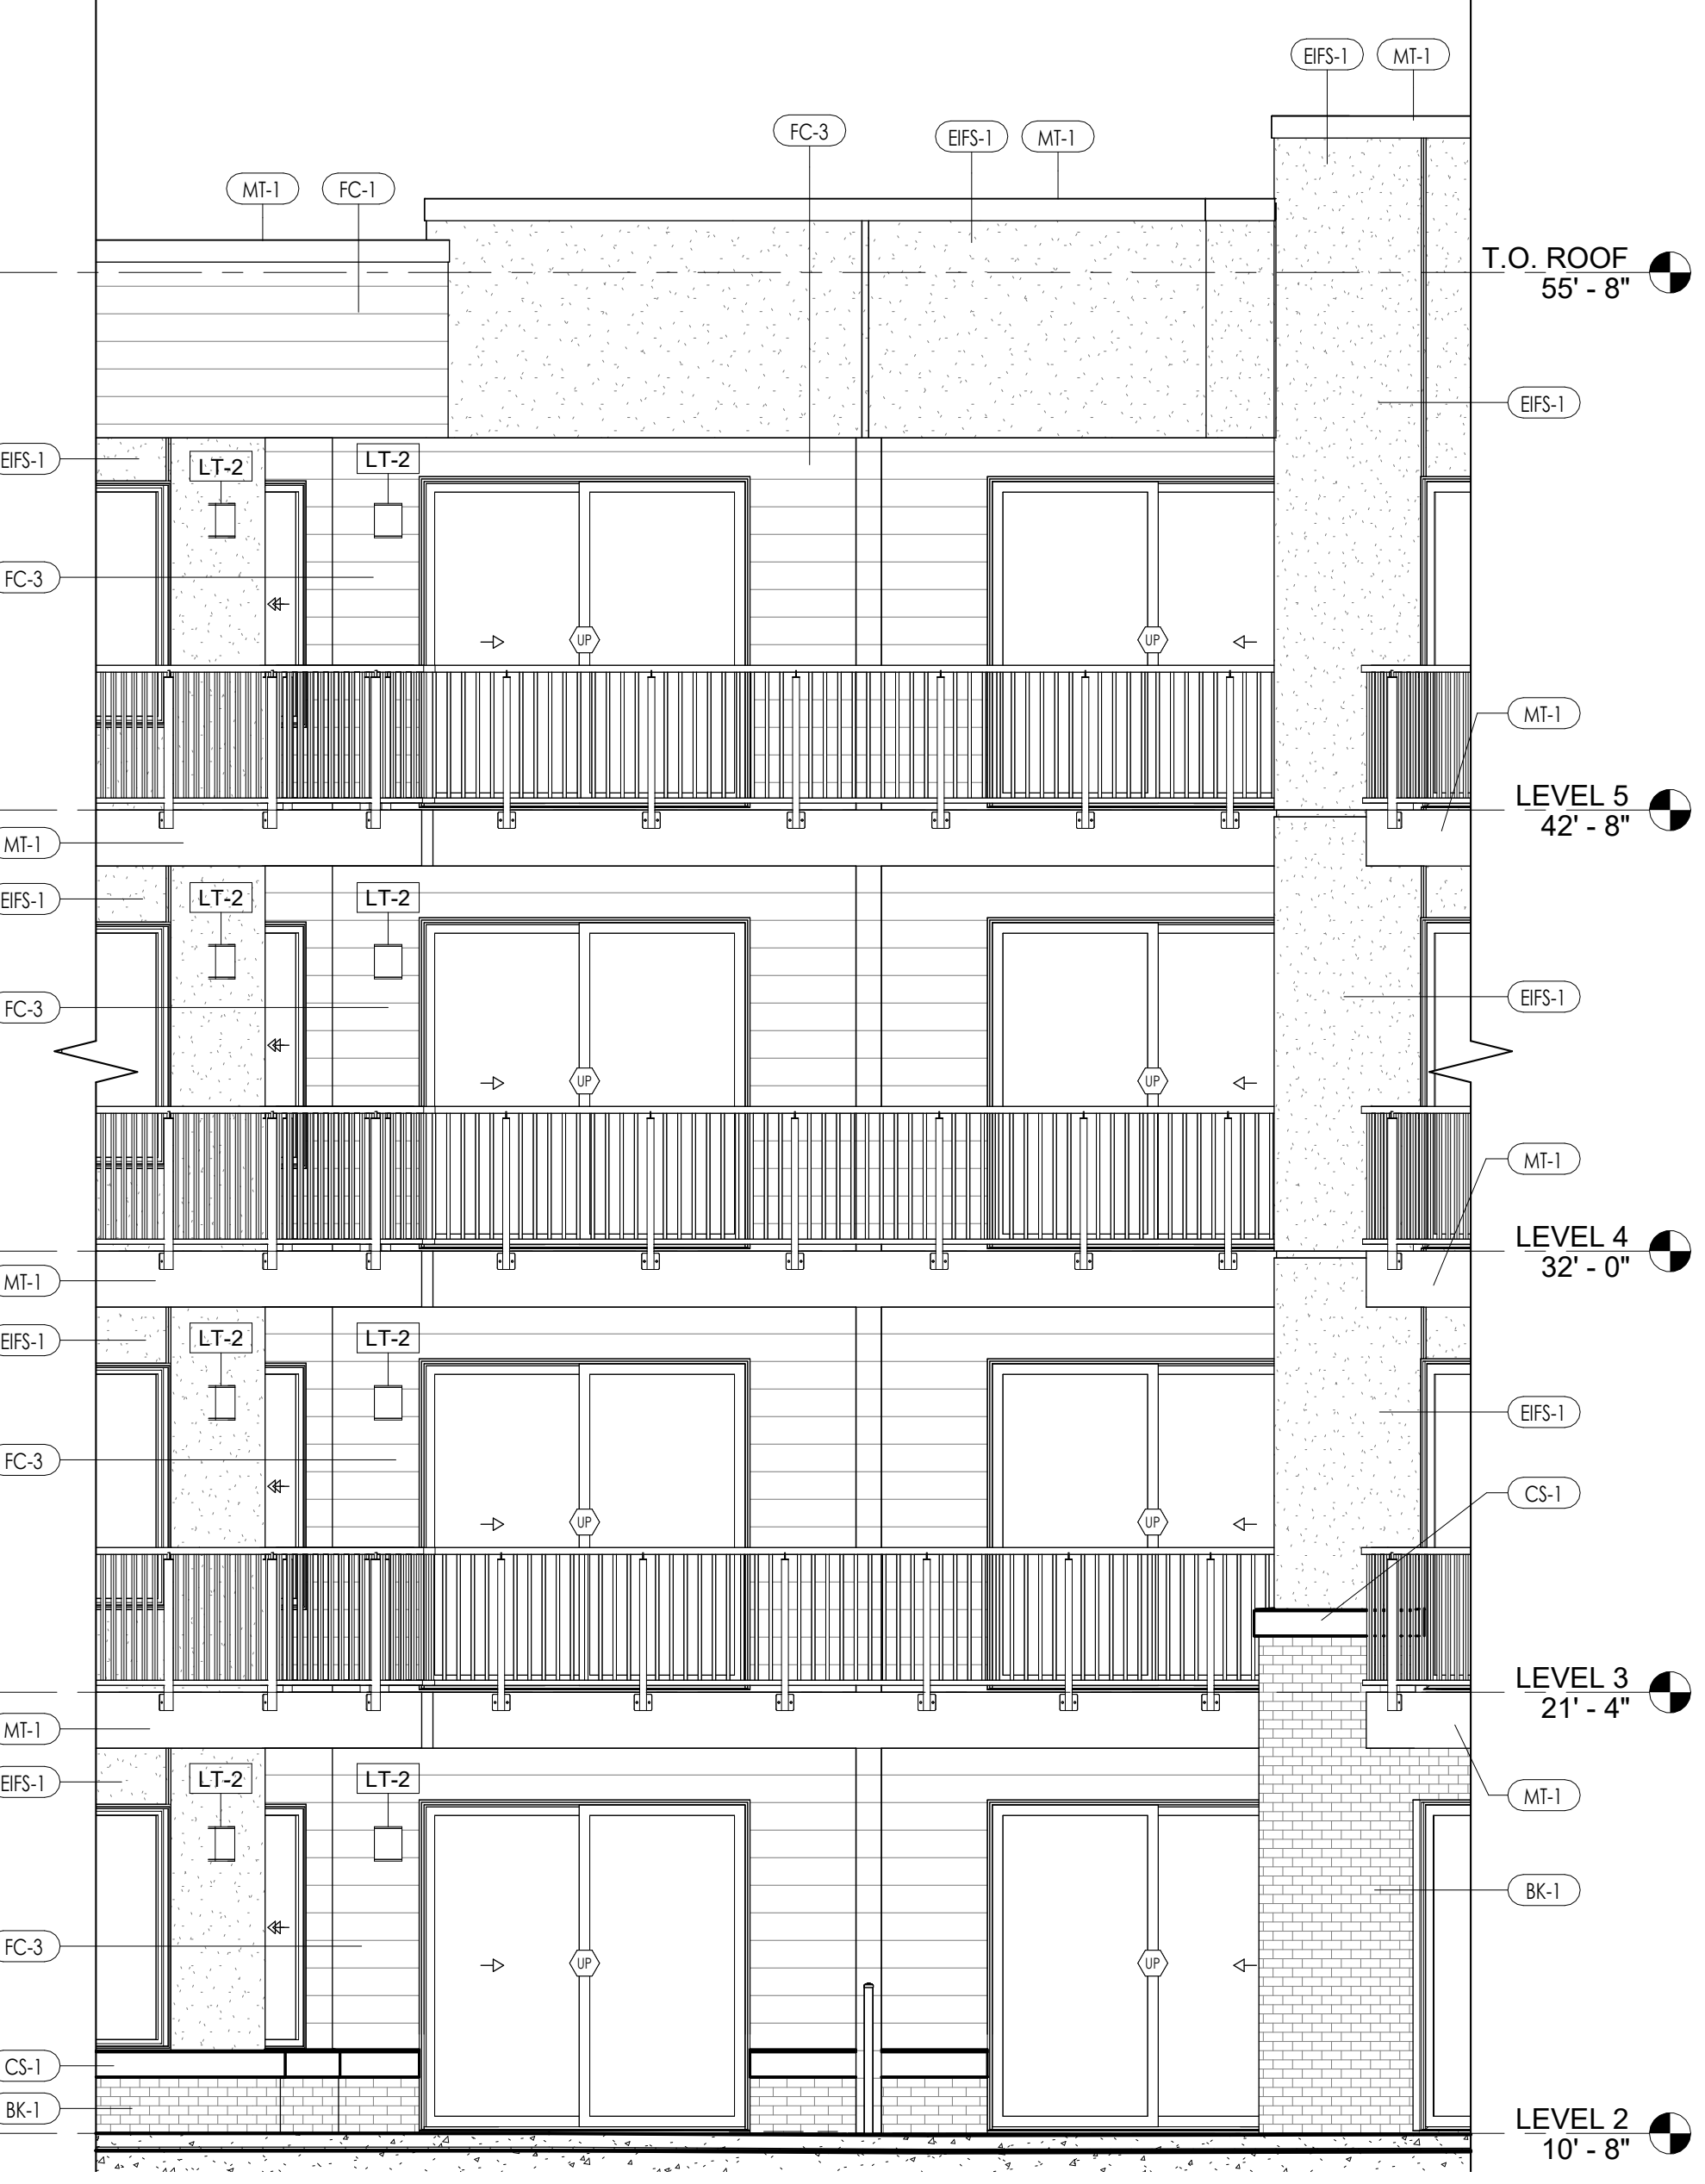 EIFS-1 MT-1
FC-3 EIFS-1 MT-1
MT-1 FC-1
T.O. ROOF
55' - 8"
EIFS-1
EIFS-1 LT-2 LT-2
FC-3
UP UP
MT-1
LEVEL 5
42' - 8"
MT-1
EIFS-1 LT-2 LT-2
EIFS-1
FC-3
UP UP
MT-1
LEVEL 4
32' - 0"
MT-1
EIFS-1 LT-2 LT-2
EIFS-1
FC-3
CS-1
UP UP
LEVEL 3
21' - 4"
MT-1
EIFS-1 LT-2 LT-2
MT-1
BK-1
FC-3
UP UP
CS-1
BK-1
LEVEL 2
10' - 8"